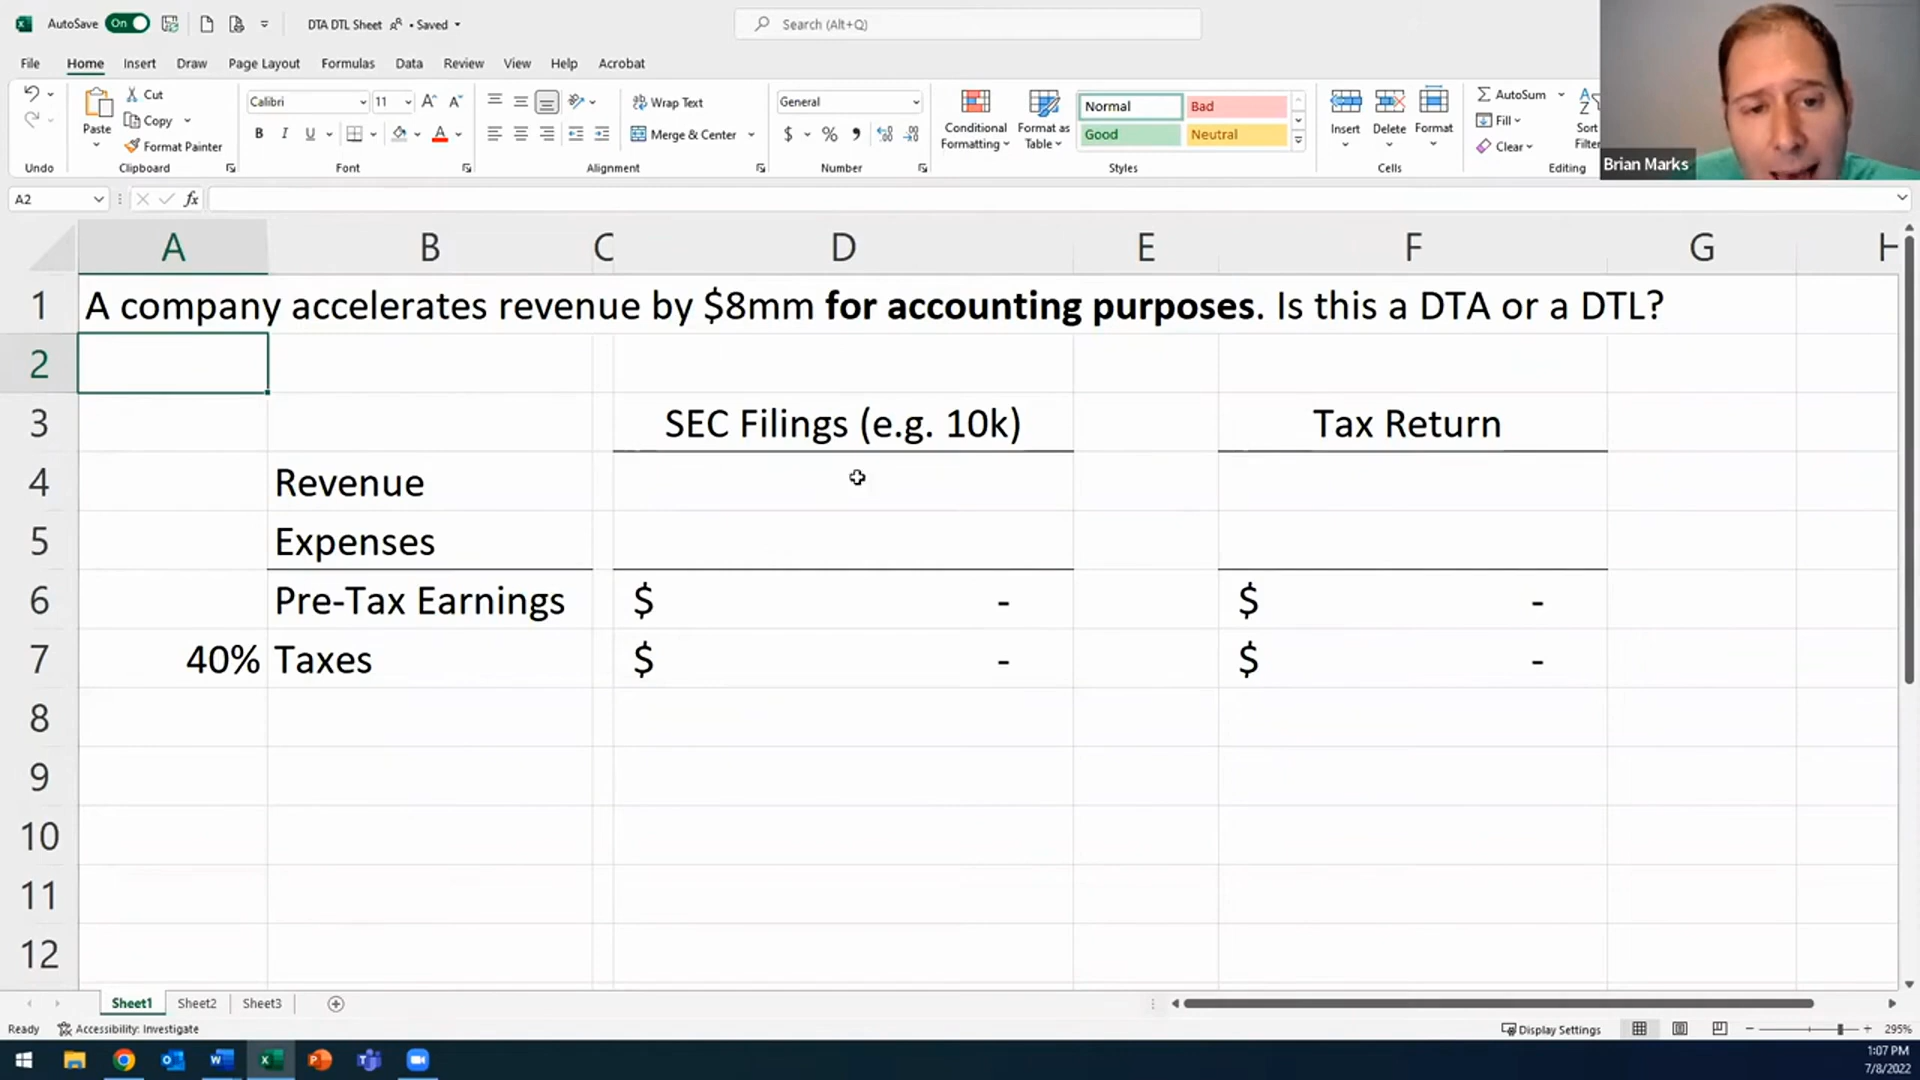 AutoSave On DTA DTL Sheet • Saved Search (Alt+Q)
File Home Insert Draw Page Layout Formulas Data Review View Help Acrobat
Cut
Copy
Format Painter
Paste
Undo Clipboard
Calibri 11
B I U
Font
Wrap Text
Merge & Center
Alignment
General
$ % ,
Number
Conditional Formatting
Format as Table
Normal Bad
Good Neutral
Styles
Insert Delete Format
Cells
AutoSum
Fill
Clear
Sort
Filter
Editing
Brian Marks
A2 fx
A B C D E F G H
1 A company accelerates revenue by $8mm for accounting purposes. Is this a DTA or a DTL?
2
3 SEC Filings (e.g. 10k) Tax Return
4 Revenue
5 Expenses
6 Pre-Tax Earnings $ - $ -
7 40% Taxes $ - $ -
8
9
10
11
12
Sheet1 Sheet2 Sheet3
Ready Accessibility: Investigate Display Settings 295%
1:07 PM
7/8/2022